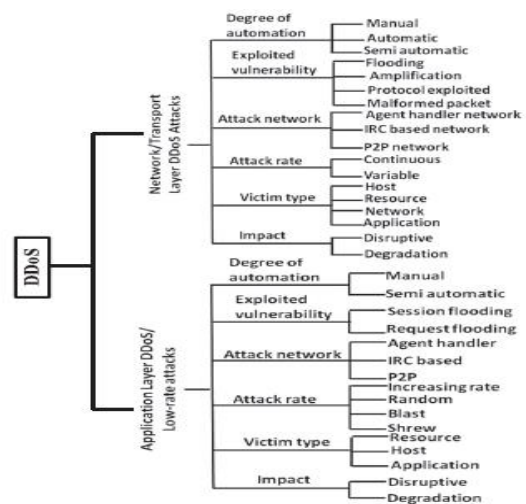 DDoS
Network/Transport
Layer DDoS Attacks
Degree of
automation
Manual
Automatic
Semi automatic
Exploited
vulnerability
Flooding
Amplification
Protocol exploited
Malformed packet
Attack network
Agent handler network
IRC based network
P2P network
Attack rate
Continuous
Variable
Victim type
Host
Resource
Network
Application
Impact
Disruptive
Degradation
Application Layer DDoS/
Low-rate attacks
Degree of
automation
Manual
Semi automatic
Exploited
vulnerability
Session flooding
Request flooding
Attack network
Agent handler
IRC based
P2P
Attack rate
Increasing rate
Random
Blast
Shrew
Victim type
Resource
Host
Application
Impact
Disruptive
Degradation